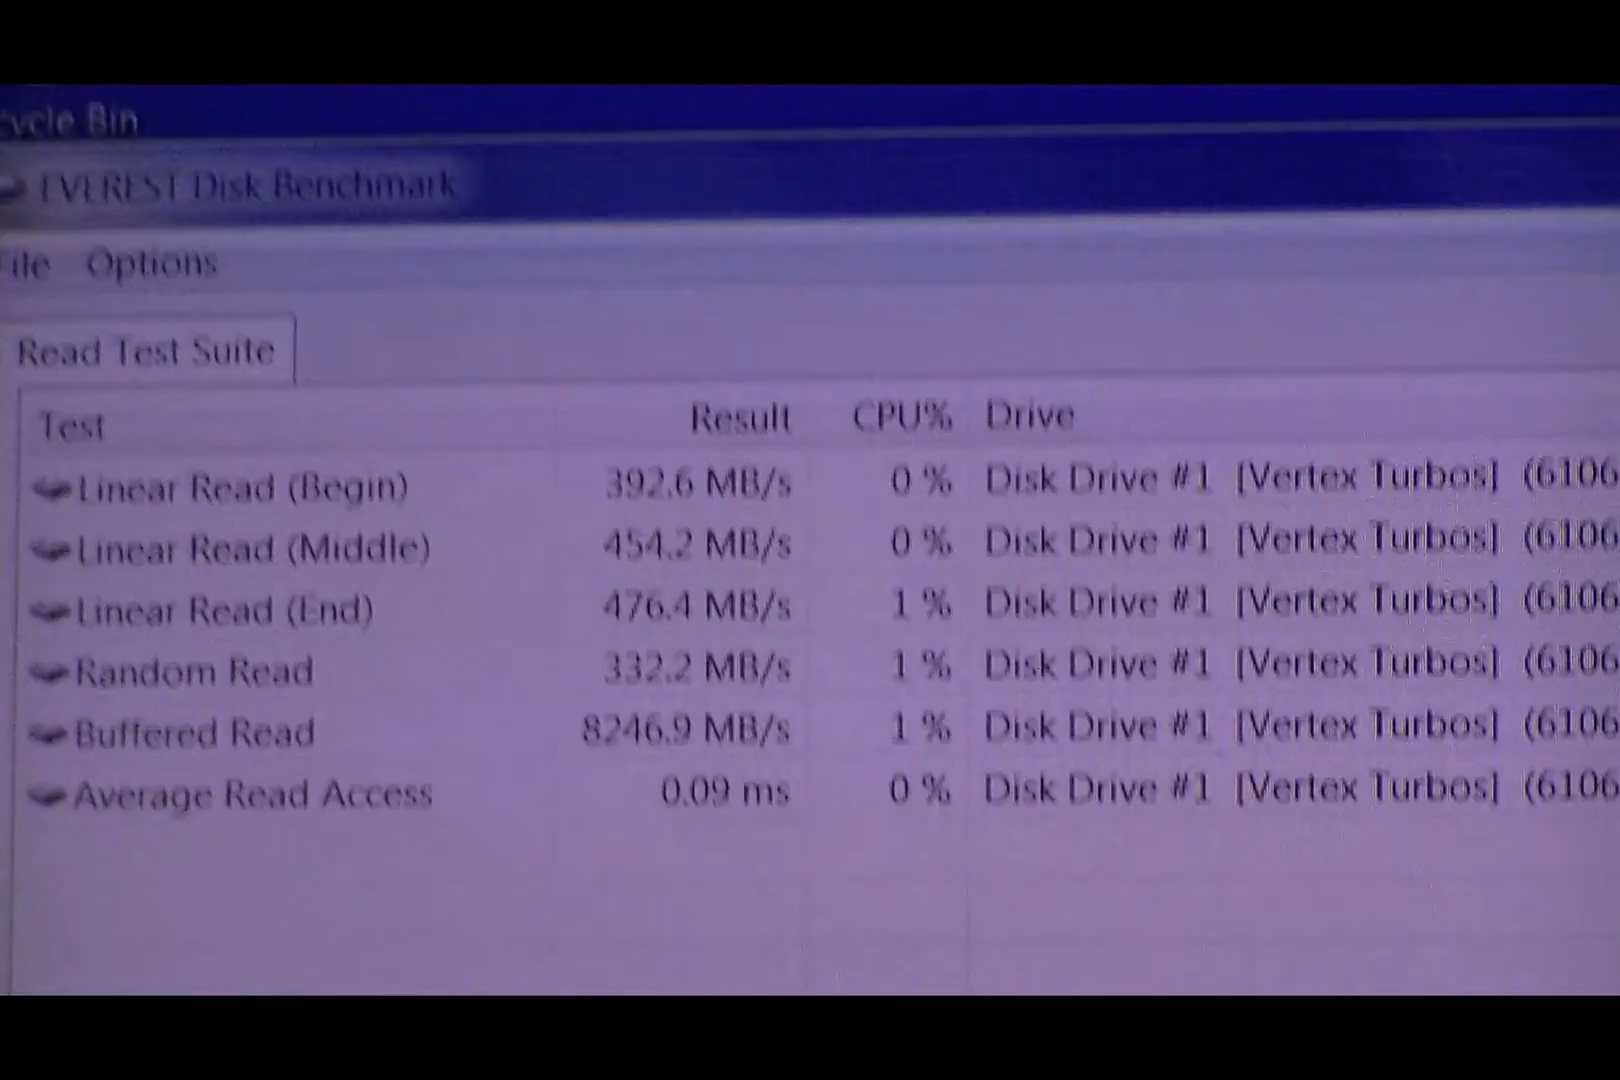 cycle Bin
EVEREST Disk Benchmark
File Options
Read Test Suite
Test Result CPU% Drive
Linear Read (Begin) 392.6 MB/s 0 % Disk Drive #1 [Vertex Turbos] (6106
Linear Read (Middle) 454.2 MB/s 0 % Disk Drive #1 [Vertex Turbos] (6106
Linear Read (End) 476.4 MB/s 1 % Disk Drive #1 [Vertex Turbos] (6106
Random Read 332.2 MB/s 1 % Disk Drive #1 [Vertex Turbos] (6106
Buffered Read 8246.9 MB/s 1 % Disk Drive #1 [Vertex Turbos] (6106
Average Read Access 0.09 ms 0 % Disk Drive #1 [Vertex Turbos] (6106